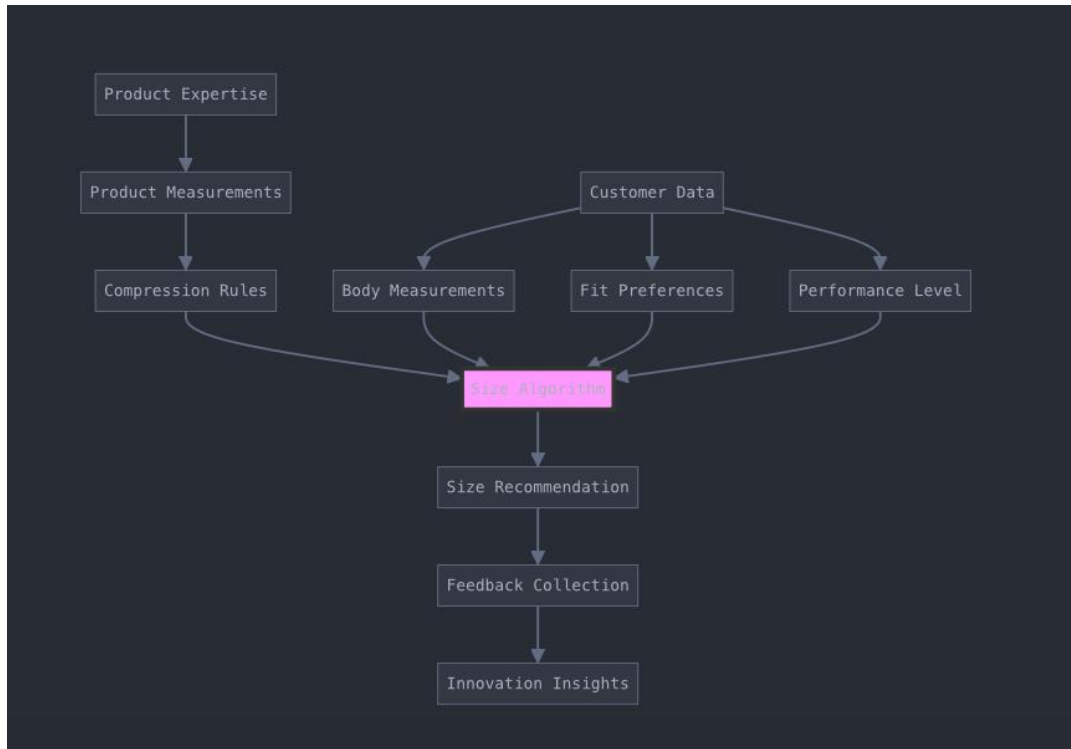 Product Expertise
Product Measurements
Customer Data
Compression Rules
Body Measurements
Fit Preferences
Performance Level
Size Algorithm
Size Recommendation
Feedback Collection
Innovation Insights